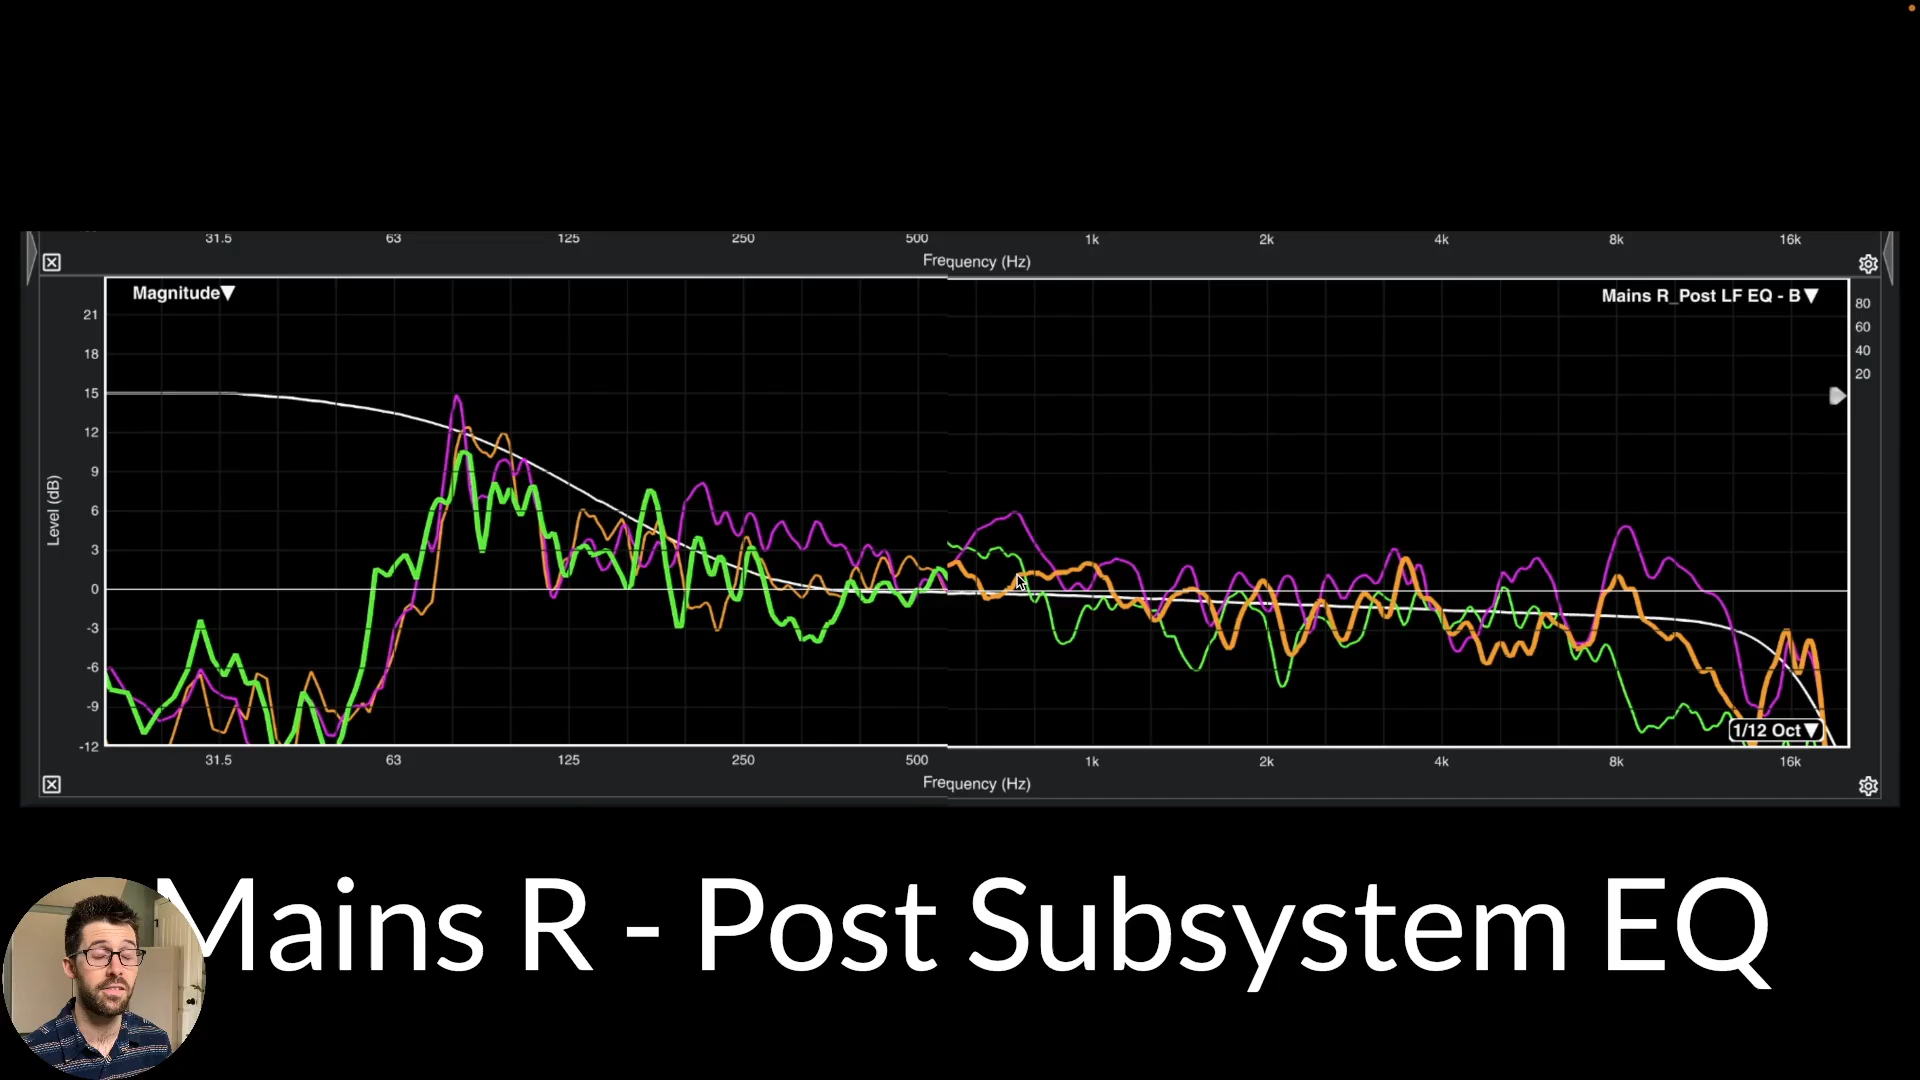 31.5 63 125 250 500 1k 2k 4k 8k 16k
Frequency (Hz)
Magnitude▼
Mains R_Post LF EQ - B▼
21
18
15
12
9
6
3
0
-3
-6
-9
-12
Level (dB)
80
60
40
20
1/12 Oct▼
31.5 63 125 250 500 1k 2k 4k 8k 16k
Frequency (Hz)
Mains R - Post Subsystem EQ